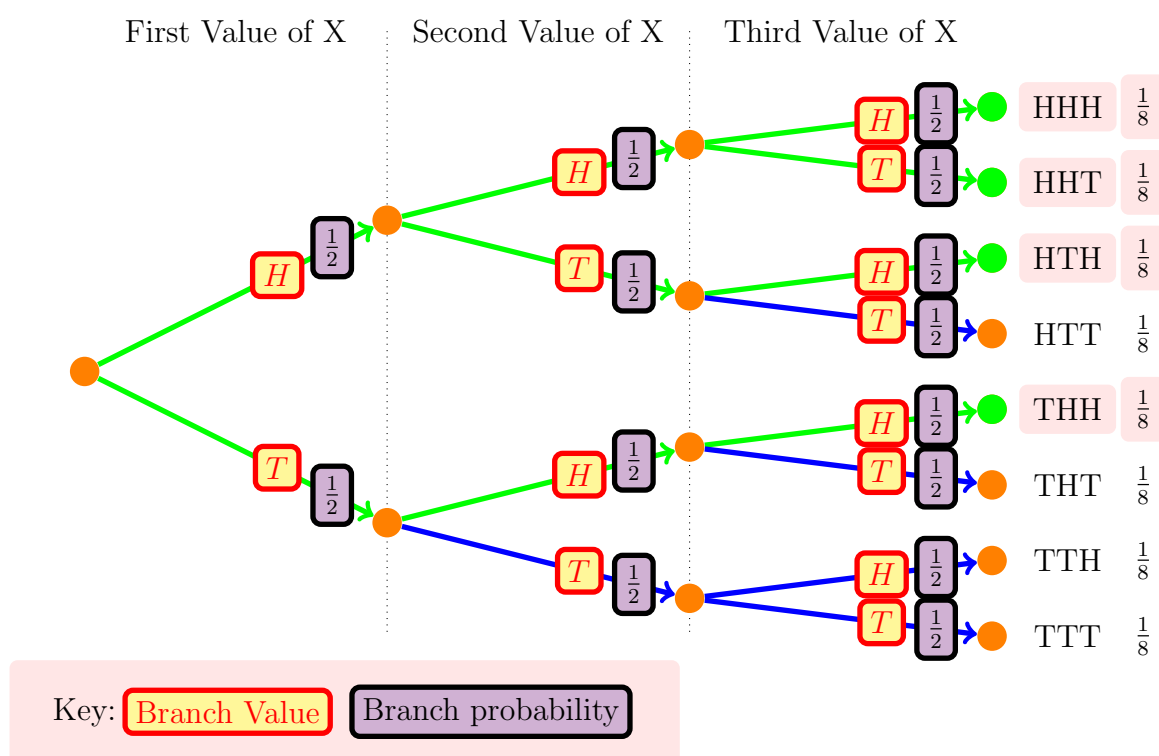 First Value of X Second Value of X Third Value of X
H 1/2 HHH 1/8
H 1/2
T 1/2 HHT 1/8
H 1/2
H 1/2 HTH 1/8
T 1/2
T 1/2 HTT 1/8
H 1/2 THH 1/8
H 1/2
T 1/2
T 1/2 THT 1/8
H 1/2 TTH 1/8
T 1/2
T 1/2 TTT 1/8
Key: Branch Value Branch probability